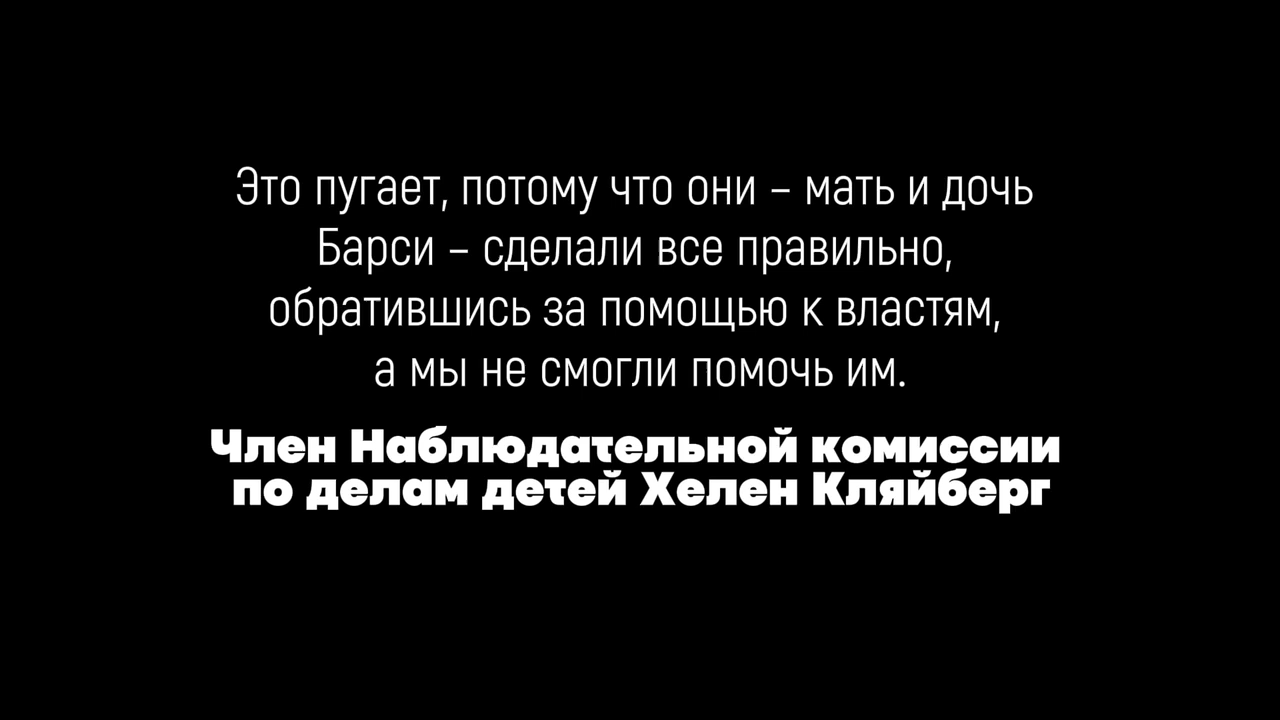 Это пугает, потому что они – мать и дочь
Барси – сделали все правильно,
обратившись за помощью к властям,
а мы не смогли помочь им.
Член Наблюдательной комиссии
по делам детей Хелен Кляйберг